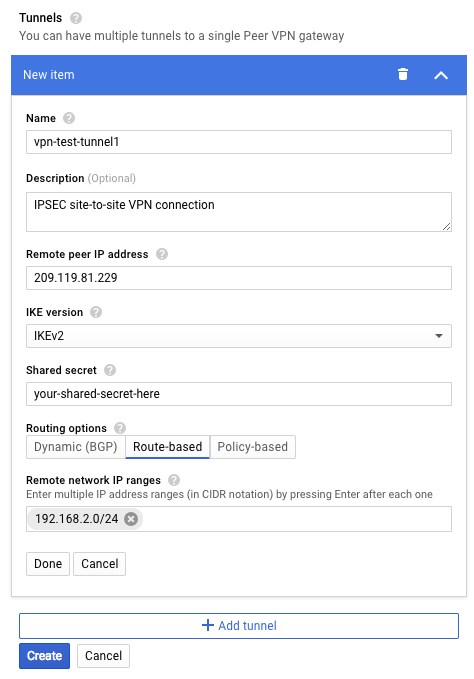 Tunnels
You can have multiple tunnels to a single Peer VPN gateway
New item
Name
vpn-test-tunnel1
Description (Optional)
IPSEC site-to-site VPN connection
Remote peer IP address
209.119.81.229
IKE version
IKEv2
Shared secret
your-shared-secret-here
Routing options
Dynamic (BGP) Route-based Policy-based
Remote network IP ranges
Enter multiple IP address ranges (in CIDR notation) by pressing Enter after each one
192.168.2.0/24
Done Cancel
Add tunnel
Create Cancel